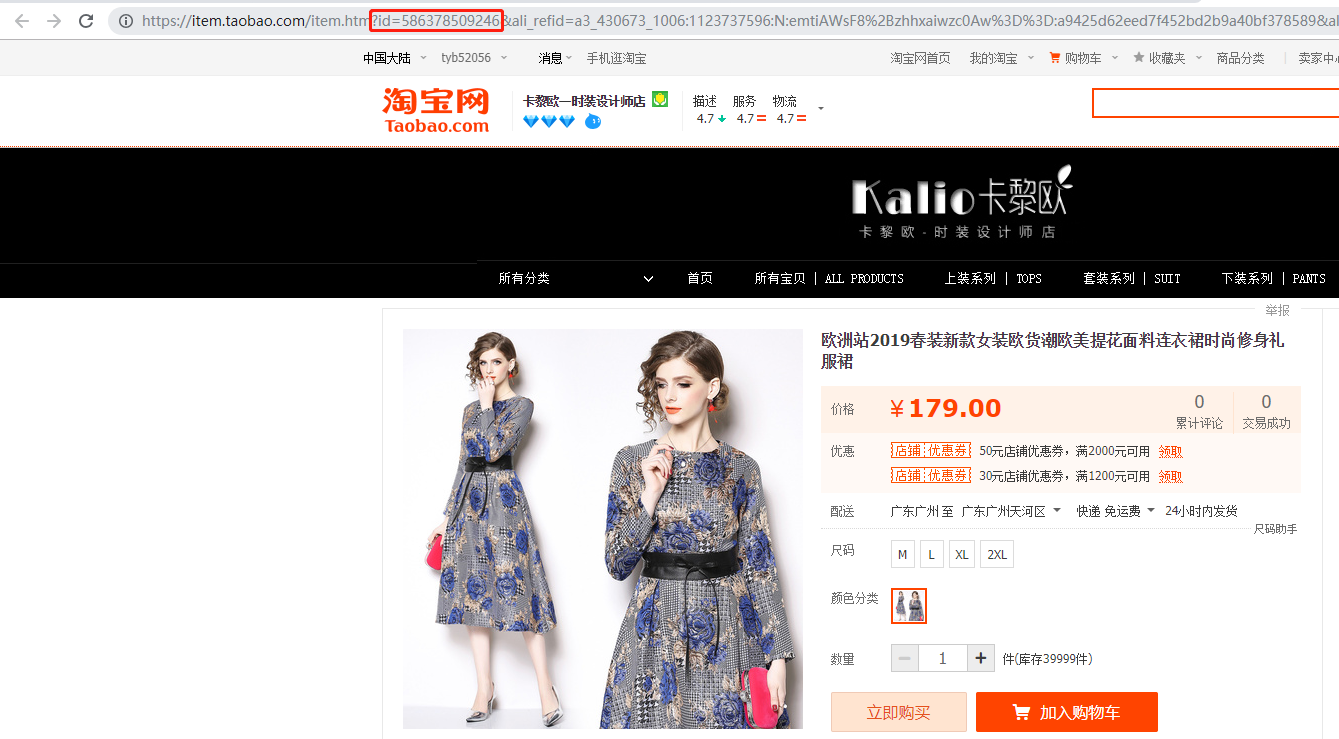 https://item.taobao.com/item.htm?id=586378509246&ali_refid=a3_430673_1006:1123737596:N:emtiAWsF8%2Bzhhxaiwzc0Aw%3D%3D:a9425d62eed7f452bd2b9a40bf378589&al
中国大陆 tyb52056 消息 手机逛淘宝 淘宝网首页 我的淘宝 购物车 收藏夹 商品分类 卖家中心
淘宝网
Taobao.com
卡黎欧一时装设计师店
描述 服务 物流
4.7 4.7 4.7
Kalio卡黎欧
卡黎欧-时装设计师店
所有分类 首页 所有宝贝 | ALL PRODUCTS 上装系列 | TOPS 套装系列 | SUIT 下装系列 | PANTS
举报
欧洲站2019春装新款女装欧货潮欧美提花面料连衣裙时尚修身礼
服裙
价格 ¥179.00 0 0
累计评论 交易成功
优惠 店铺优惠券 50元店铺优惠券，满2000元可用 领取
店铺优惠券 30元店铺优惠券，满1200元可用 领取
配送 广东广州 至 广东广州天河区 快递 免运费 24小时内发货
尺码助手
尺码 M L XL 2XL
颜色分类
数量 1 件(库存39999件)
立即购买 加入购物车